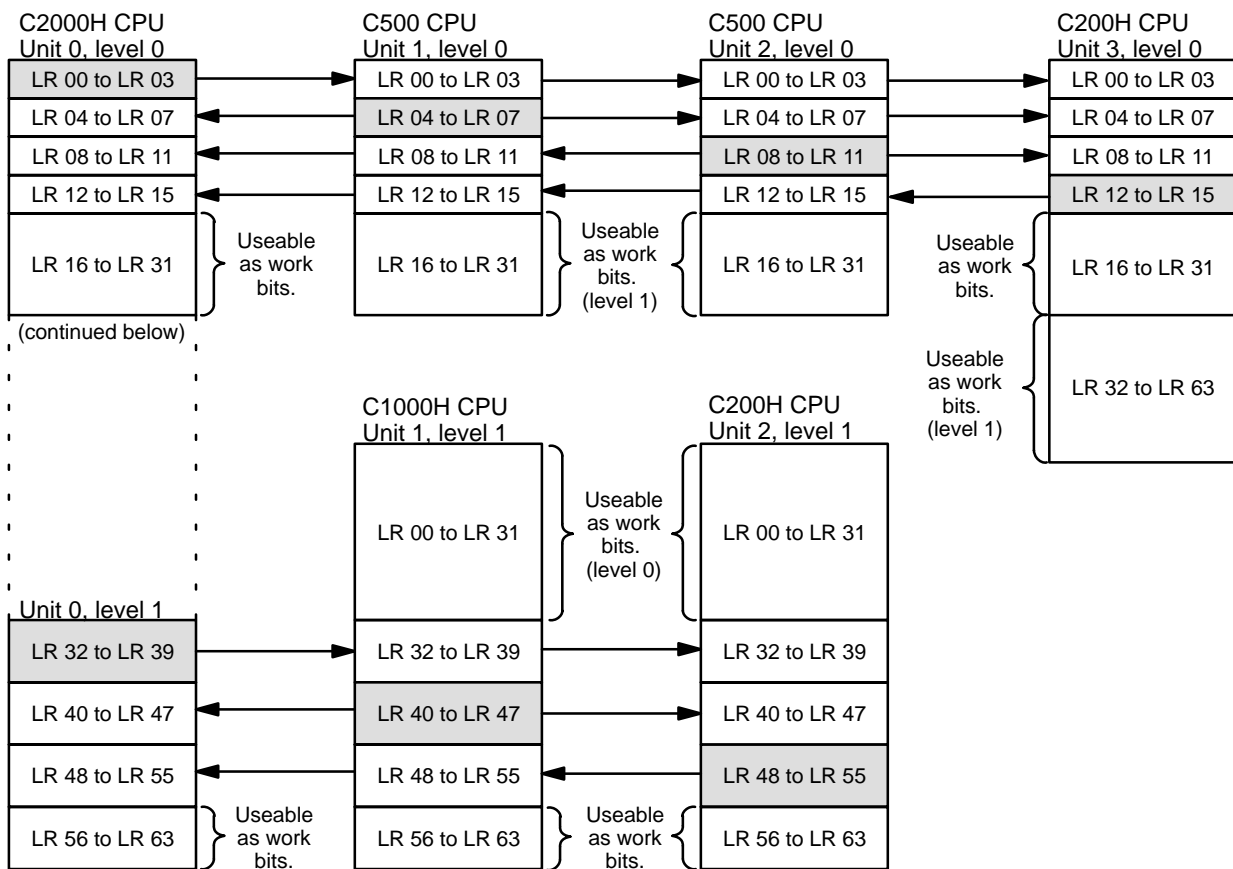 C2000H CPU
Unit 0, level 0
C500 CPU
Unit 1, level 0
C500 CPU
Unit 2, level 0
C200H CPU
Unit 3, level 0
LR 00 to LR 03
LR 00 to LR 03
LR 00 to LR 03
LR 00 to LR 03
LR 04 to LR 07
LR 04 to LR 07
LR 04 to LR 07
LR 04 to LR 07
LR 08 to LR 11
LR 08 to LR 11
LR 08 to LR 11
LR 08 to LR 11
LR 12 to LR 15
LR 12 to LR 15
LR 12 to LR 15
LR 12 to LR 15
LR 16 to LR 31
Useable
as work
bits.
LR 16 to LR 31
Useable
as work
bits.
(level 1)
LR 16 to LR 31
Useable
as work
bits.
LR 16 to LR 31
(continued below)
Useable
as work
bits.
(level 1)
LR 32 to LR 63
C1000H CPU
Unit 1, level 1
C200H CPU
Unit 2, level 1
LR 00 to LR 31
Useable
as work
bits.
(level 0)
LR 00 to LR 31
Unit 0, level 1
LR 32 to LR 39
LR 32 to LR 39
LR 32 to LR 39
LR 40 to LR 47
LR 40 to LR 47
LR 40 to LR 47
LR 48 to LR 55
LR 48 to LR 55
LR 48 to LR 55
LR 56 to LR 63
Useable
as work
bits.
LR 56 to LR 63
Useable
as work
bits.
LR 56 to LR 63